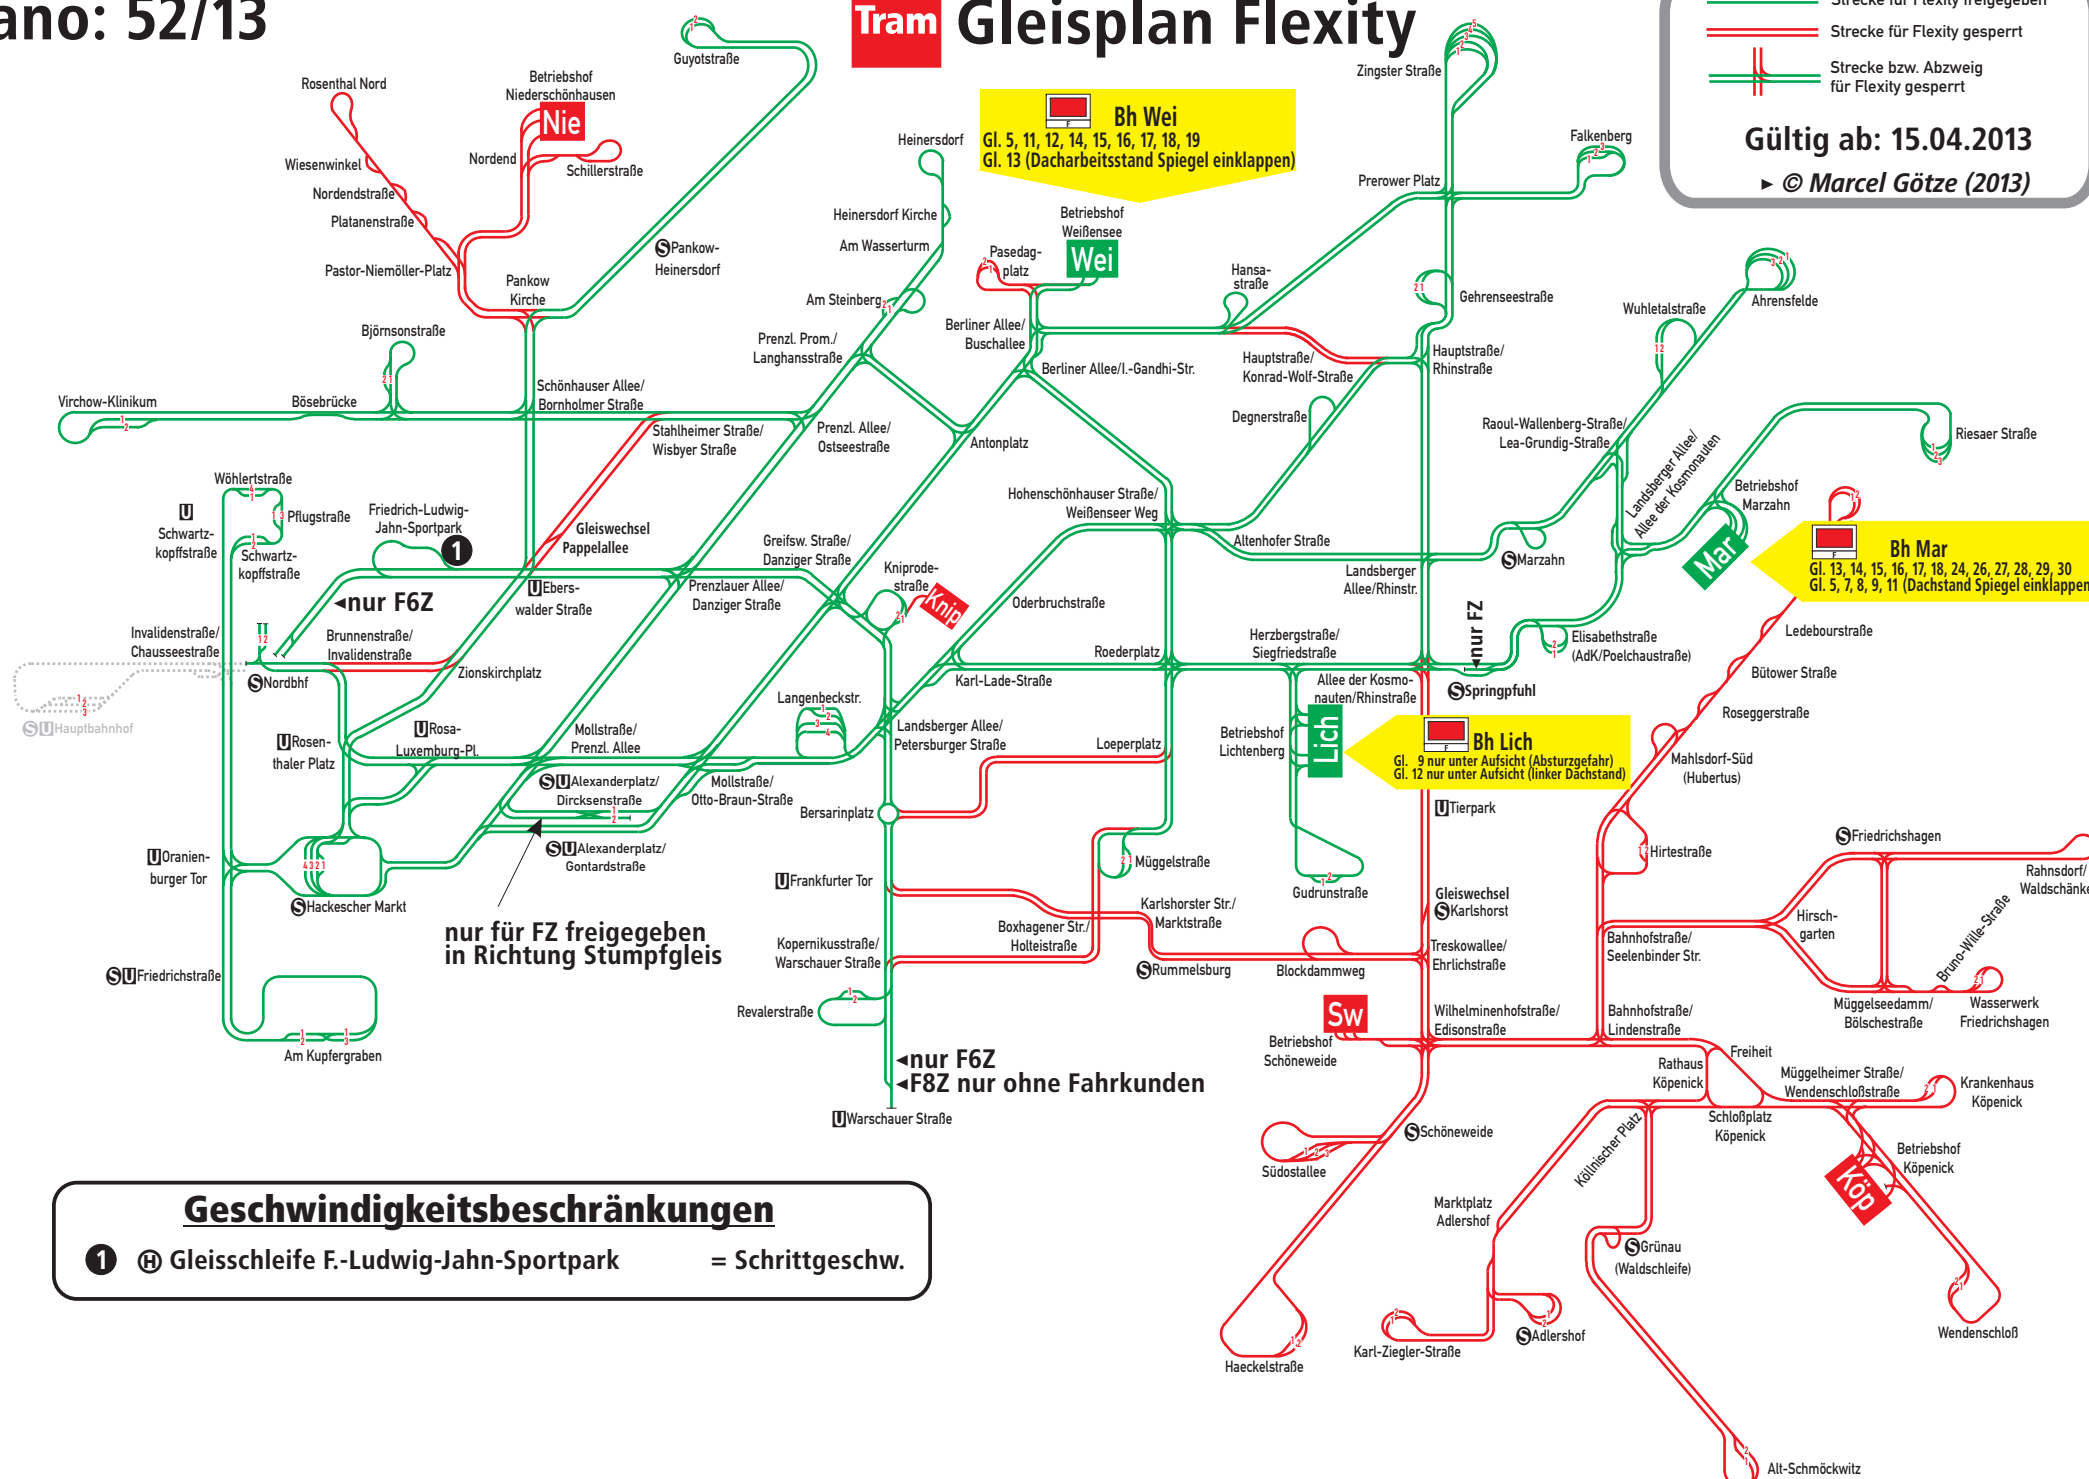 ano: 52/13
Tram
Gleisplan Flexity
Strecke für Flexity freigegeben
Strecke für Flexity gesperrt
Strecke bzw. Abzweig
für Flexity gesperrt
Gültig ab: 15.04.2013
► © Marcel Götze (2013)
Guyotstraße
Zingster Straße
Rosenthal Nord
Betriebshof
Niederschönhausen
Nie
Nordend
Schillerstraße
Wiesenwinkel
Nordendstraße
Platanenstraße
Pastor-Niemöller-Platz
Pankow
Kirche
S Pankow-
Heinersdorf
F
Bh Wei
Gl. 5, 11, 12, 14, 15, 16, 17, 18, 19
Gl. 13 (Dacharbeitsstand Spiegel einklappen)
Heinersdorf
Heinersdorf Kirche
Am Wasserturm
Am Steinberg
Falkenberg
Prerower Platz
Betriebshof
Weißensee
Wei
Pasedag-
platz
Hansa-
straße
Gehrenseestraße
Wuhletalstraße
Ahrensfelde
Björnsonstraße
Prenzl. Prom./
Langhansstraße
Berliner Allee/
Buschallee
Berliner Allee/I.-Gandhi-Str.
Hauptstraße/
Konrad-Wolf-Straße
Hauptstraße/
Rhinstraße
Virchow-Klinikum
Bösebrücke
Schönhauser Allee/
Bornholmer Straße
Stahlheimer Straße/
Wisbyer Straße
Prenzl. Allee/
Ostseestraße
Antonplatz
Degnerstraße
Raoul-Wallenberg-Straße/
Lea-Grundig-Straße
Landsberger Allee/
Allee der Kosmonauten
Riesaer Straße
Betriebshof
Marzahn
Mar
F
Bh Mar
Gl. 13, 14, 15, 16, 17, 18, 24, 26, 27, 28, 29, 30
Gl. 5, 7, 8, 9, 11 (Dachstand Spiegel einklappen
Wöhlertstraße
Pflugstraße
U
Schwartz-
kopffstraße
Schwartz-
kopffstraße
Friedrich-Ludwig-
Jahn-Sportpark
1
Gleiswechsel
Pappelallee
Greifsw. Straße/
Danziger Straße
Hohenschönhauser Straße/
Weißenseer Weg
Altenhofer Straße
Landsberger
Allee/Rhinstr.
S Marzahn
U Ebers-
walder Straße
Prenzlauer Allee/
Danziger Straße
Kniprode-
straße
Knip
Oderbruchstraße
◄nur F6Z
Invalidenstraße/
Chausseestraße
Brunnenstraße/
Invalidenstraße
S Nordbhf
Zionskirchplatz
S U Hauptbahnhof
Roederplatz
Karl-Lade-Straße
Herzbergstraße/
Siegfriedstraße
Allee der Kosmo-
nauten/Rhinstraße
◄nur FZ
S Springpfuhl
Elisabethstraße
(AdK/Poelchaustraße)
Ledebourstraße
Bütower Straße
Roseggerstraße
Mahlsdorf-Süd
(Hubertus)
U Rosen-
thaler Platz
U Rosa-
Luxemburg-Pl.
Mollstraße/
Prenzl. Allee
Langenbeckstr.
Landsberger Allee/
Petersburger Straße
Loeperplatz
Betriebshof
Lichtenberg
Lich
F
Bh Lich
Gl. 9 nur unter Aufsicht (Absturzgefahr)
Gl. 12 nur unter Aufsicht (linker Dachstand)
S U Alexanderplatz/
Dircksenstraße
Mollstraße/
Otto-Braun-Straße
Bersarinplatz
U Tierpark
U Oranien-
burger Tor
S U Alexanderplatz/
Gontardstraße
S Hackescher Markt
nur für FZ freigegeben
in Richtung Stumpfgleis
U Frankfurter Tor
Müggelstraße
Gudrunstraße
Hirtestraße
S Friedrichshagen
Rahnsdorf/
Waldschänke
Gleiswechsel
S Karlshorst
Karlshorster Str./
Marktstraße
Boxhagener Str./
Holteistraße
Kopernikusstraße/
Warschauer Straße
S Rummelsburg
Blockdammweg
Treskowallee/
Ehrlichstraße
Bahnhofstraße/
Seelenbinder Str.
Hirsch-
garten
Bruno-Wille-Straße
S U Friedrichstraße
Am Kupfergraben
Revalerstraße
Sw
Betriebshof
Schöneweide
Wilhelminenhofstraße/
Edisonstraße
Bahnhofstraße/
Lindenstraße
Müggelseedamm/
Bölschestraße
Wasserwerk
Friedrichshagen
◄nur F6Z
◄F8Z nur ohne Fahrkunden
U Warschauer Straße
Rathaus
Köpenick
Freiheit
Müggelheimer Straße/
Wendenschloßstraße
Krankenhaus
Köpenick
Schloßplatz
Köpenick
Köllnischer Platz
S Schöneweide
Südostallee
Betriebshof
Köpenick
Köp
Marktplatz
Adlershof
S Grünau
(Waldschleife)
Wendenschloß
Haeckelstraße
Karl-Ziegler-Straße
S Adlershof
Alt-Schmöckwitz
Geschwindigkeitsbeschränkungen
1 H Gleisschleife F.-Ludwig-Jahn-Sportpark = Schrittgeschw.